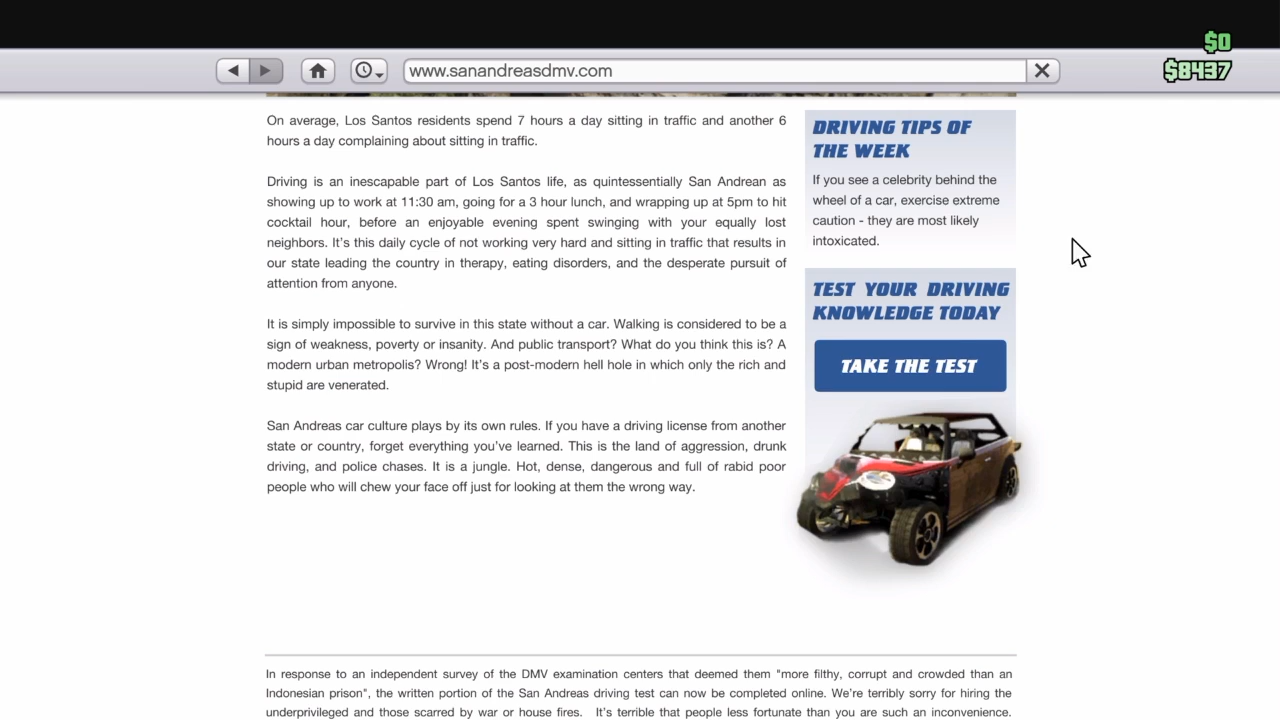 $0
www.sanandreasdmv.com
$8437
On average, Los Santos residents spend 7 hours a day sitting in traffic and another 6
hours a day complaining about sitting in traffic.
Driving is an inescapable part of Los Santos life, as quintessentially San Andrean as
showing up to work at 11:30 am, going for a 3 hour lunch, and wrapping up at 5pm to hit
cocktail hour, before an enjoyable evening spent swinging with your equally lost
neighbors. It's this daily cycle of not working very hard and sitting in traffic that results in
our state leading the country in therapy, eating disorders, and the desperate pursuit of
attention from anyone.
It is simply impossible to survive in this state without a car. Walking is considered to be a
sign of weakness, poverty or insanity. And public transport? What do you think this is? A
modern urban metropolis? Wrong! It's a post-modern hell hole in which only the rich and
stupid are venerated.
San Andreas car culture plays by its own rules. If you have a driving license from another
state or country, forget everything you've learned. This is the land of aggression, drunk
driving, and police chases. It is a jungle. Hot, dense, dangerous and full of rabid poor
people who will chew your face off just for looking at them the wrong way.
DRIVING TIPS OF
THE WEEK
If you see a celebrity behind the
wheel of a car, exercise extreme
caution - they are most likely
intoxicated.
TEST YOUR DRIVING
KNOWLEDGE TODAY
TAKE THE TEST
In response to an independent survey of the DMV examination centers that deemed them "more filthy, corrupt and crowded than an
Indonesian prison", the written portion of the San Andreas driving test can now be completed online. We're terribly sorry for hiring the
underprivileged and those scarred by war or house fires. It's terrible that people less fortunate than you are such an inconvenience.